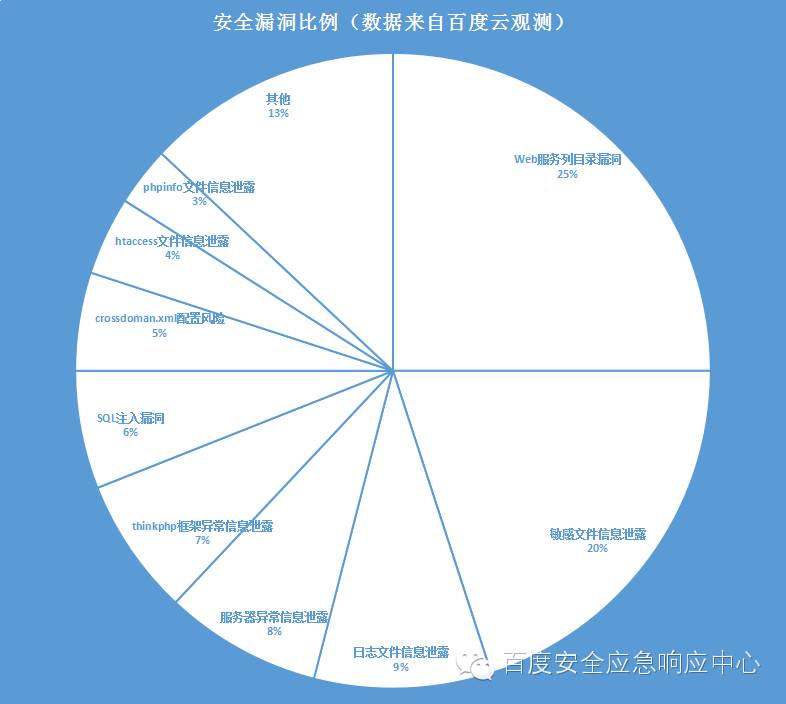 安全漏洞比例（数据来自百度云观测）
其他
13%
Web服务列目录漏洞
25%
phpinfo文件信息泄露
3%
htaccess文件信息泄露
4%
crossdoman.xml配置风险
5%
SQL注入漏洞
6%
thinkphp框架异常信息泄露
7%
敏感文件信息泄露
20%
服务器异常信息泄露
8%
日志文件信息泄露
9%
百度安全应急响应中心